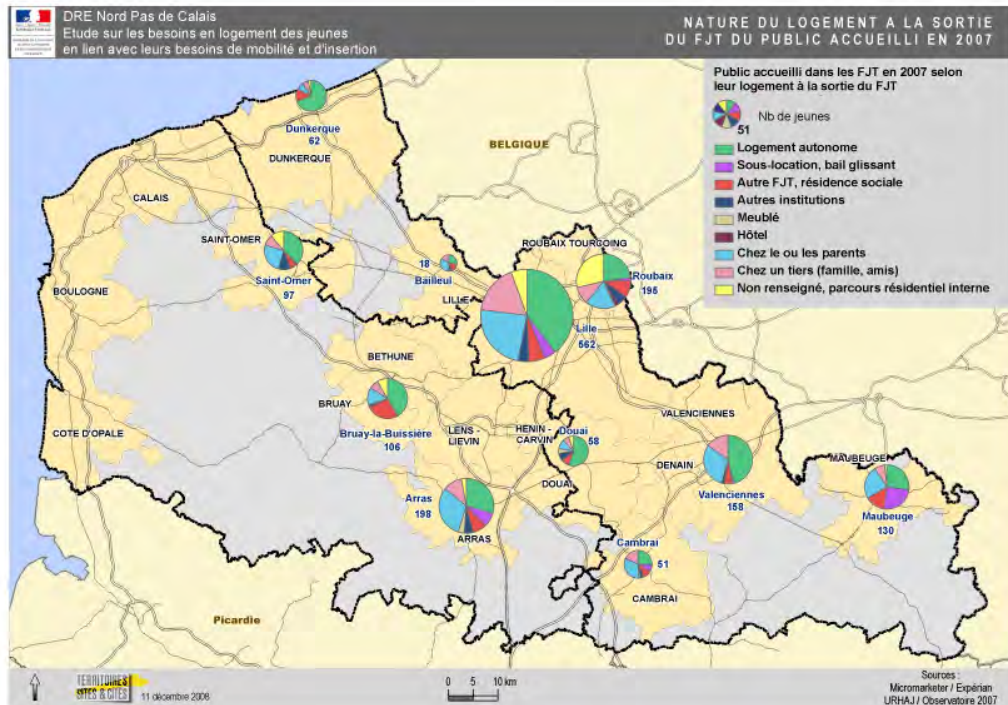 DRE Nord Pas de Calais
Etude sur les besoins en logement des jeunes
en lien avec leurs besoins de mobilité et d'insertion
NATURE DU LOGEMENT A LA SORTIE
DU FJT DU PUBLIC ACCUEILLI EN 2007
Public accueilli dans les FJT en 2007 selon
leur logement à la sortie du FJT
Nb de jeunes
51
Logement autonome
Sous-location, bail glissant
Autre FJT, résidence sociale
Autres institutions
Meublé
Hôtel
Chez le ou les parents
Chez un tiers (famille, amis)
Non renseigné, parcours résidentiel interne
Dunkerque
62
DUNKERQUE
BELGIQUE
CALAIS
SAINT-OMER
Saint-Omer
97
18
Bailleul
ROUBAIX TOURCOING
Roubaix
195
BOULOGNE
LILLE
Lille
562
BETHUNE
BRUAY
Bruay-la-Buissière
106
COTE D'OPALE
LENS -
LIEVIN
HENIN -
CARVIN
Douai
58
DOUAI
VALENCIENNES
DENAIN
Valenciennes
158
MAUBEUGE
Maubeuge
130
Arras
198
ARRAS
Cambrai
51
CAMBRAI
Picardie
TERRITOIRES
SITES & CITÉS
11 décembre 2008
0 5 10 km
Sources :
Micromarketer / Expérian
URHAJ / Observatoire 2007